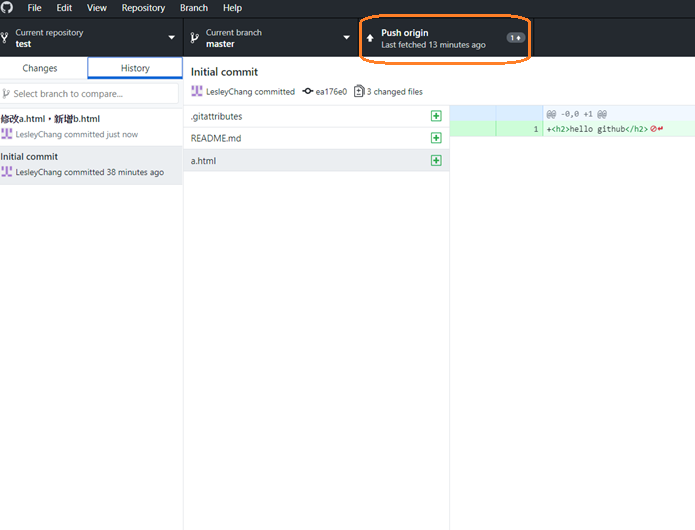 File Edit View Repository Branch Help
Current repository
test
Current branch
master
Push origin
Last fetched 13 minutes ago
1
Changes
History
Select branch to compare...
修改a.html,新增b.html
LesleyChang committed just now
Initial commit
LesleyChang committed 38 minutes ago
Initial commit
LesleyChang committed ea176e0 3 changed files
.gitattributes
README.md
a.html
@@ -0,0 +1 @@
1 +<h2>hello github</h2>